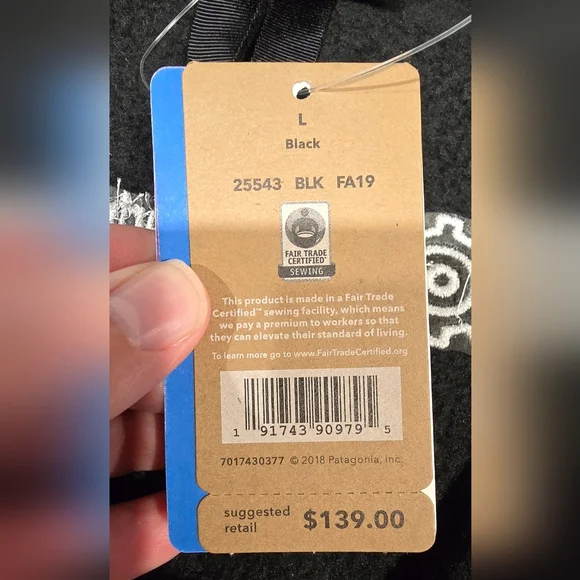 L
Black
25543 BLK FA19
FAIR TRADE
CERTIFIED
SEWING
This product is made in a Fair Trade
Certified™ sewing facility, which means
we pay a premium to workers so that
they can elevate their standard of living.
To learn more go to www.FairTradeCertified.org
1 91743 90979 5
7017430377 © 2018 Patagonia, Inc.
suggested
retail
$139.00